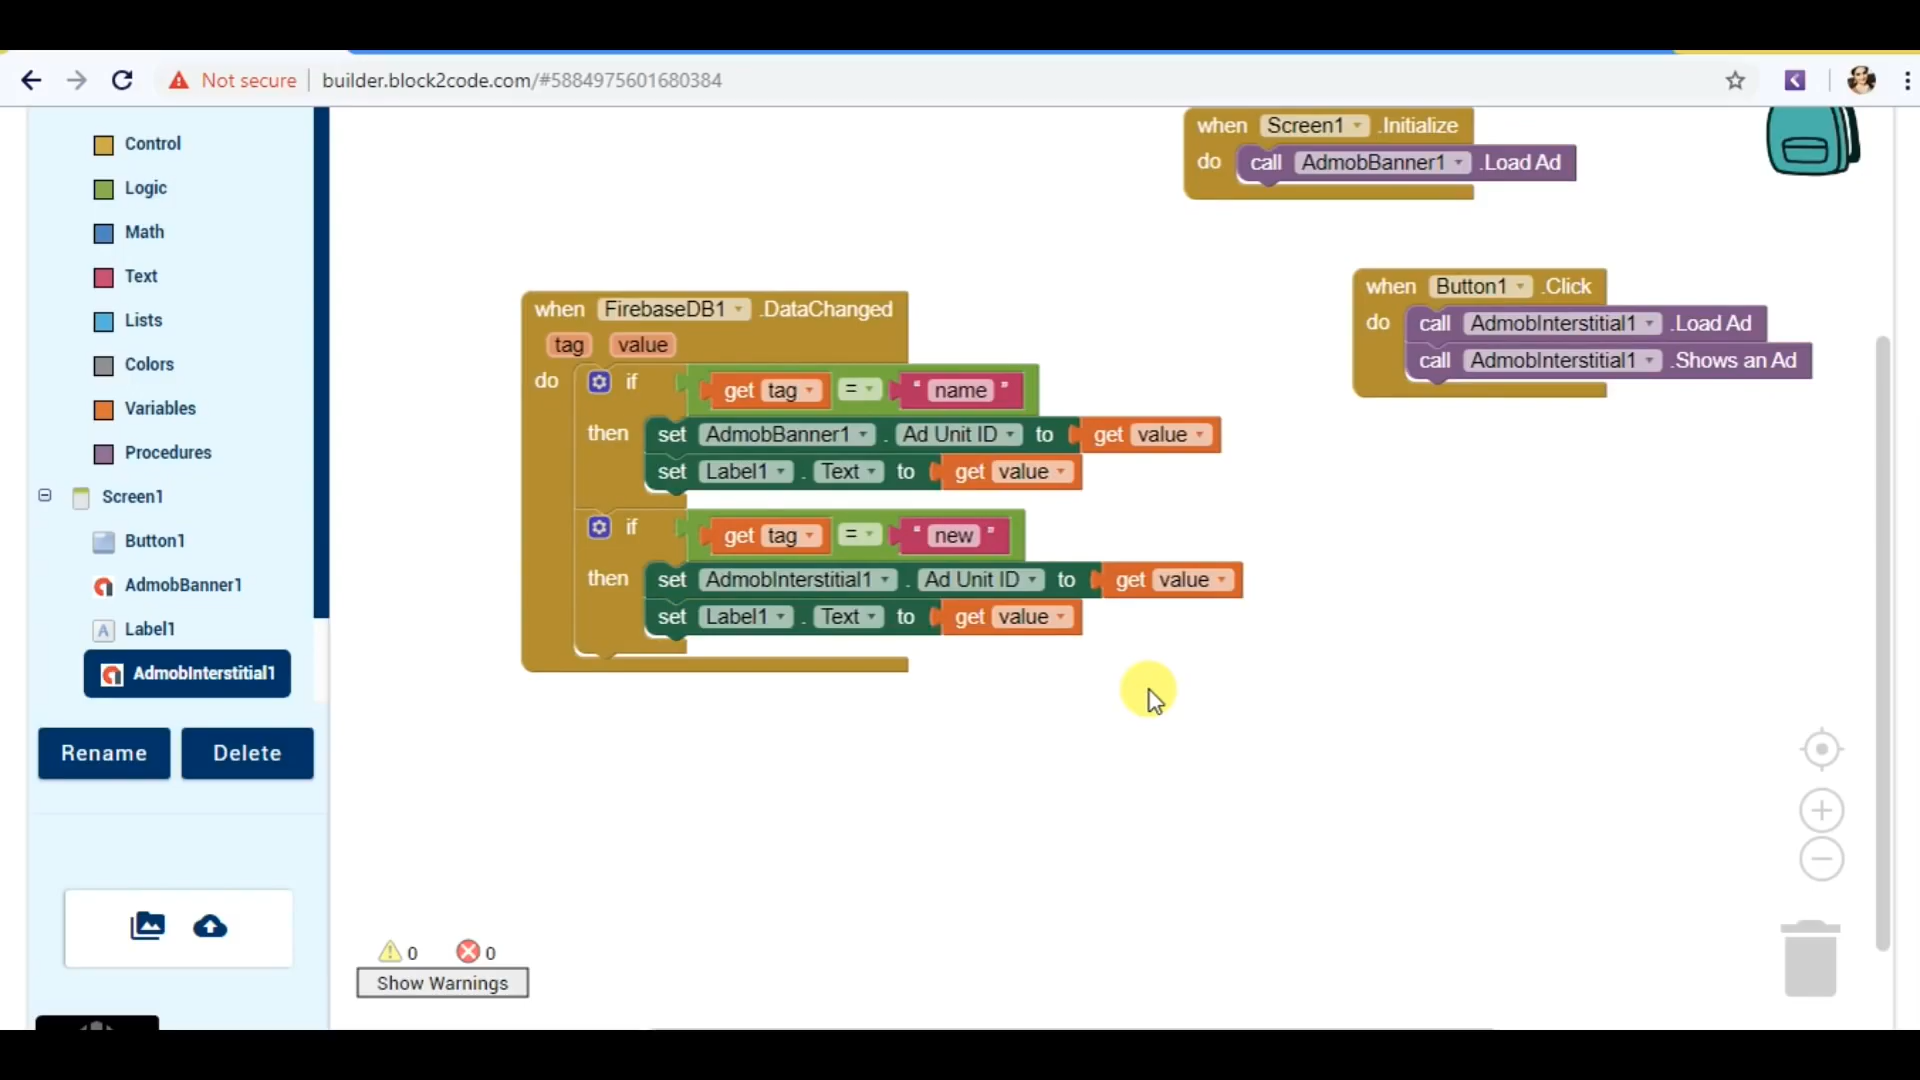 Not secure builder.block2code.com/#5884975601680384
Control
Logic
Math
Text
Lists
Colors
Variables
Procedures
Screen1
Button1
AdmobBanner1
A Label1
AdmobInterstitial1
Rename Delete
when Screen1 .Initialize
do call AdmobBanner1 .Load Ad
when Button1 .Click
do call AdmobInterstitial1 .Load Ad
call AdmobInterstitial1 .Shows an Ad
when FirebaseDB1 .DataChanged
tag value
do if get tag = " name "
then set AdmobBanner1 . Ad Unit ID to get value
set Label1 . Text to get value
if get tag = " new "
then set AdmobInterstitial1 . Ad Unit ID to get value
set Label1 . Text to get value
0 0
Show Warnings